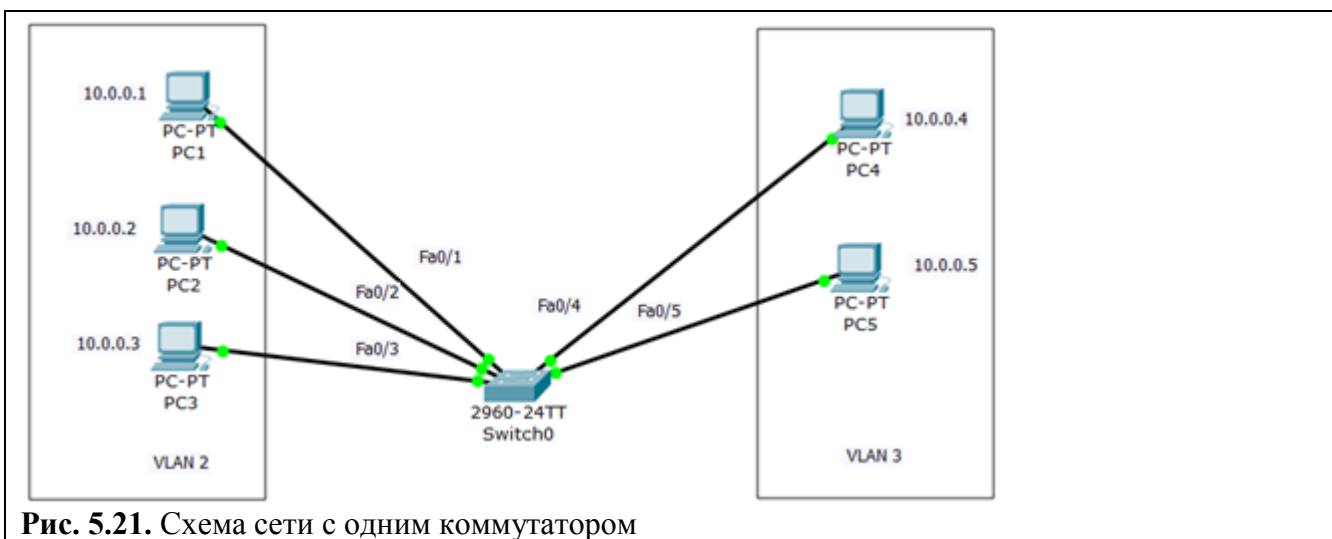 10.0.0.1
PC-PT
PC1
10.0.0.2
PC-PT
PC2
10.0.0.3
PC-PT
PC3
VLAN 2
Fa0/1
Fa0/2
Fa0/3
Fa0/4
Fa0/5
2960-24TT
Switch0
10.0.0.4
PC-PT
PC4
10.0.0.5
PC-PT
PC5
VLAN 3
Рис. 5.21. Схема сети с одним коммутатором